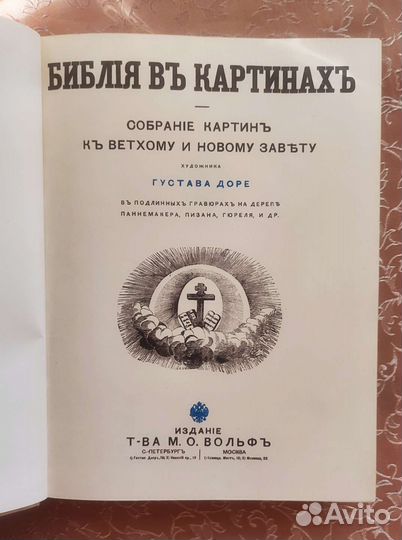 БИБЛІЯ ВЪ КАРТИНАХЪ
СОБРАНІЕ КАРТИНЪ
КЪ ВЕТХОМУ И НОВОМУ ЗАВѢТУ
ХУДОЖНИКА
ГУСТАВА ДОРЕ
ВЪ ПОДЛИННЫХЪ ГРАВЮРАХЪ НА ДЕРЕВѢ
ПАННЕМАКЕРА, ПИЗАНА, ГЮРЕЛЯ, И ДР.
ИЗДАНІЕ
Т-ВА М. О. ВОЛЬФЪ
С-ПЕТЕРБУРГЪ МОСКВА
Avito